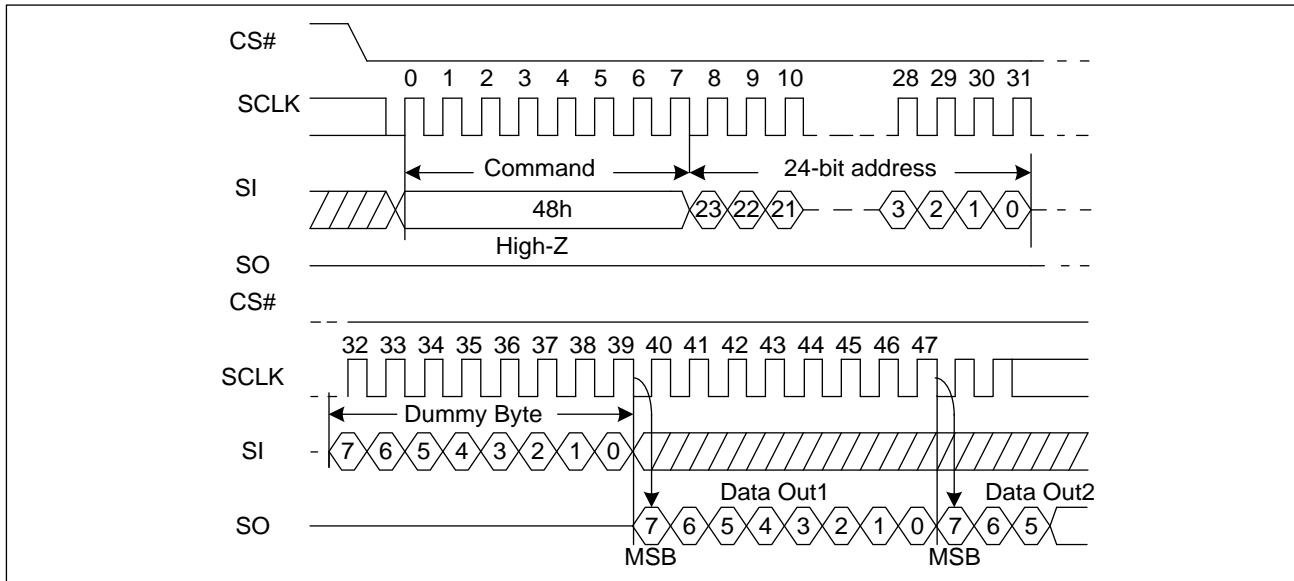 CS#
0 1 2 3 4 5 6 7 8 9 10 28 29 30 31
SCLK
Command 24-bit address
SI
48h 23 22 21 3 2 1 0
High-Z
SO
CS#
32 33 34 35 36 37 38 39 40 41 42 43 44 45 46 47
SCLK
Dummy Byte
SI 7 6 5 4 3 2 1 0
Data Out1 Data Out2
SO 7 6 5 4 3 2 1 0 7 6 5
MSB MSB